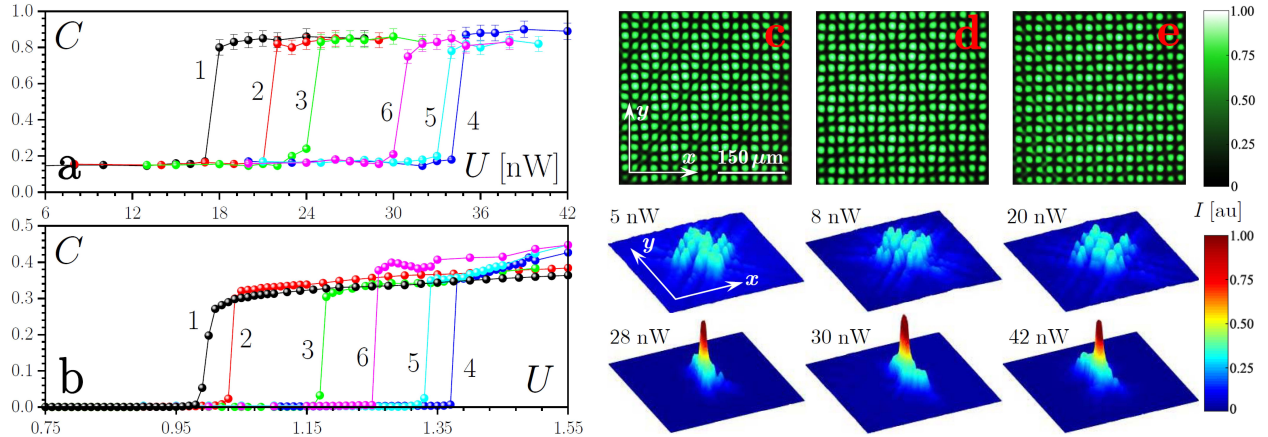 C
1.0
0.8
0.6
0.4
0.2
0.0
1
2
3
6
5
4
a
U [nW]
6 12 18 24 30 36 42
C
0.5
0.4
0.3
0.2
0.1
0.0
1
2
3
6
5
4
b
U
0.75 0.95 1.15 1.35 1.55
c
d
e
y
x
150 μm
1.00
0.75
0.50
0.25
0
I [au]
5 nW
8 nW
20 nW
y
x
28 nW
30 nW
42 nW
1.00
0.75
0.50
0.25
0